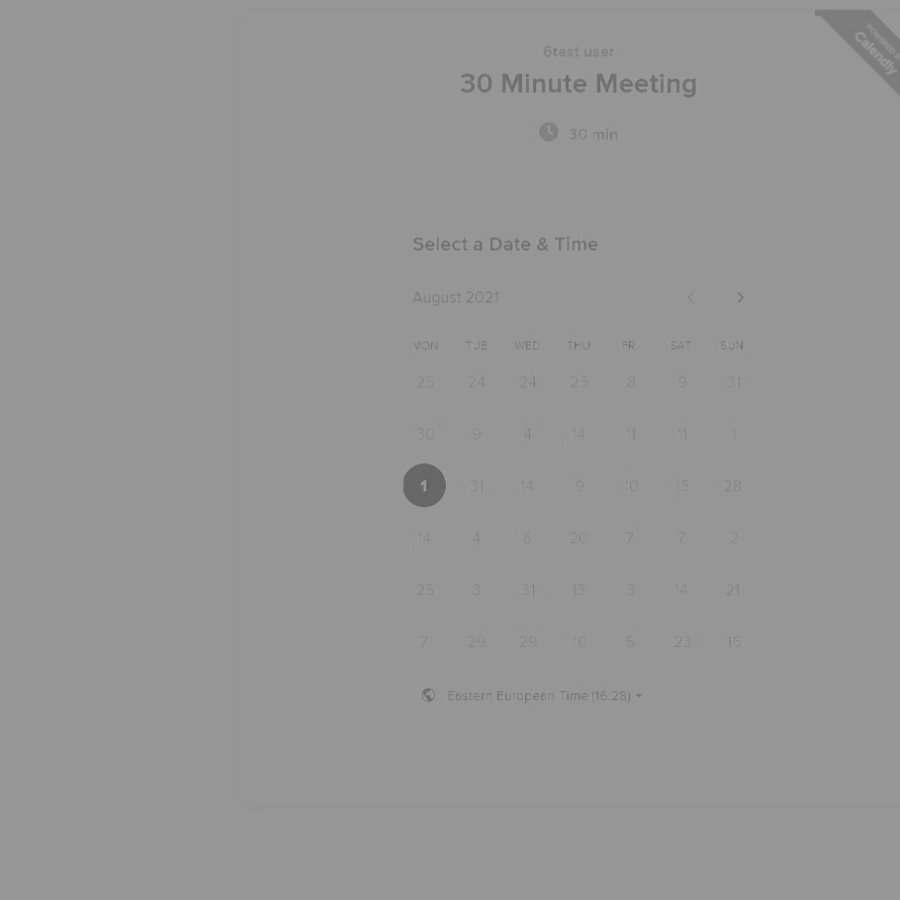 6test user
30 Minute Meeting
30 min
POWERED
Calendly
Select a Date & Time
August 2021
MON TUE WED THU FR SAT SUN
25 24 24 25 8 9 31
30 9 4 14 11 11 1
1 31 14 9 10 15 28
14 4 6 20 7 7 2
25 3 31 13 3 14 21
7 29 29 10 5 23 15
Eastern European Time (16:28)